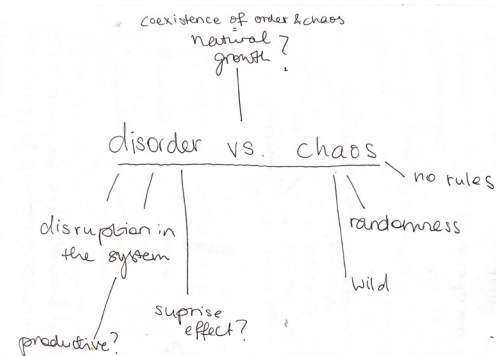 coexistence of order & chaos
natural
growth?
disorder vs. chaos
no rules
disruption in
the system
randomness
wild
suprise
effect?
productive?